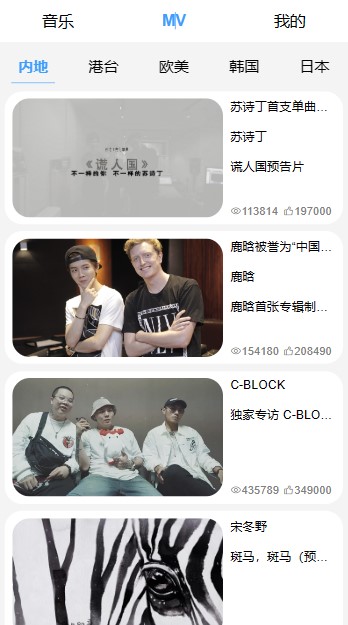 音乐
MV
我的
内地
港台
欧美
韩国
日本
《谎人国》
不一样的你 不一样的苏诗丁
苏诗丁首支单曲...
苏诗丁
谎人国预告片
113814 197000
鹿晗被誉为“中国...
鹿晗
鹿晗首张专辑制...
154180 208490
C-BLOCK
独家专访 C-BLO...
435789 349000
宋冬野
斑马，斑马（预...